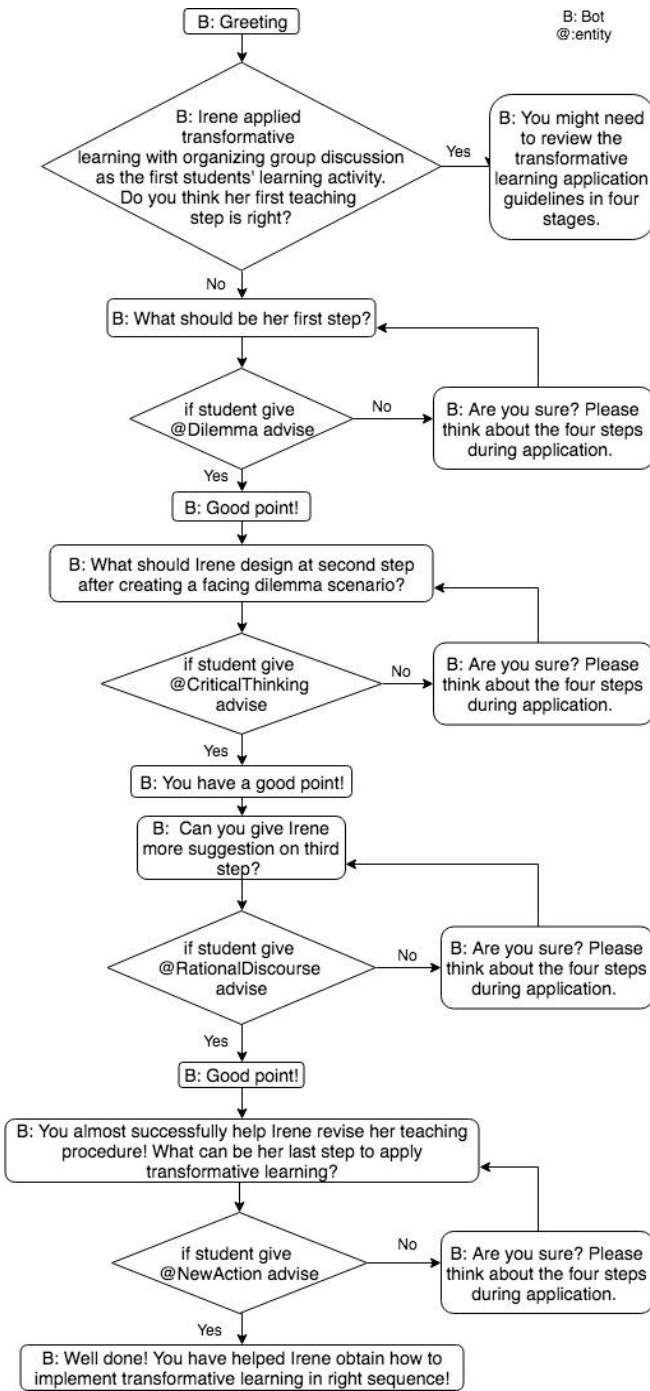 B: Greeting
B: Bot
@:entity
B: Irene applied
transformative
learning with organizing group discussion
as the first students' learning activity.
Do you think her first teaching
step is right?
Yes
B: You might need
to review the
transformative
learning application
guidelines in four
stages.
No
B: What should be her first step?
if student give
@Dilemma advise
No
B: Are you sure? Please
think about the four steps
during application.
Yes
B: Good point!
B: What should Irene design at second step
after creating a facing dilemma scenario?
if student give
@CriticalThinking
advise
No
B: Are you sure? Please
think about the four steps
during application.
Yes
B: You have a good point!
B: Can you give Irene
more suggestion on third
step?
if student give
@RationalDiscourse
advise
No
B: Are you sure? Please
think about the four steps
during application.
Yes
B: Good point!
B: You almost successfully help Irene revise her teaching
procedure! What can be her last step to apply
transformative learning?
if student give
@NewAction advise
No
B: Are you sure? Please
think about the four steps
during application.
Yes
B: Well done! You have helped Irene obtain how to
implement transformative learning in right sequence!